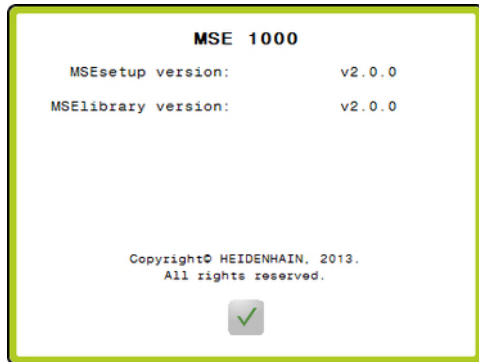 MSE 1000
MSEsetup version: v2.0.0
MSElibrary version: v2.0.0
Copyright© HEIDENHAIN, 2013.
All rights reserved.